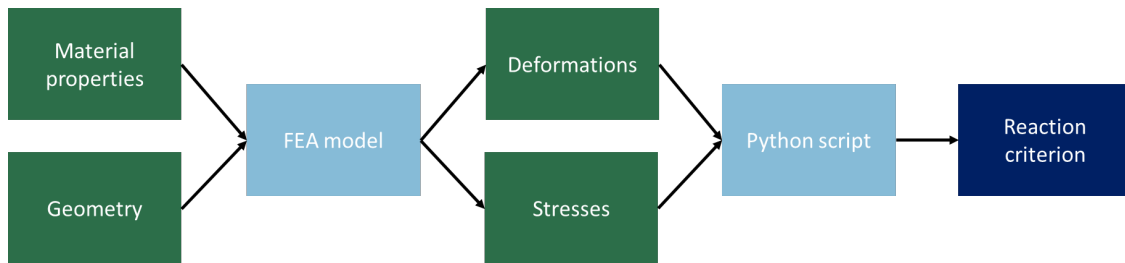 Material
properties
Geometry
FEA model
Deformations
Stresses
Python script
Reaction
criterion